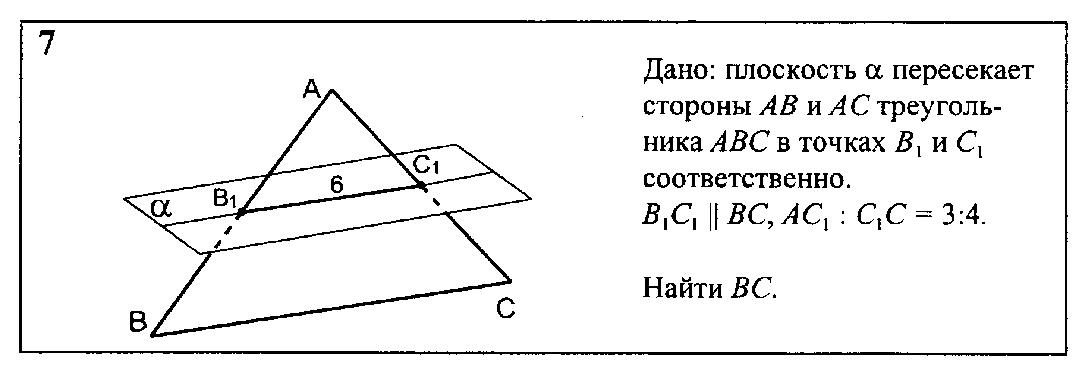 7
Дано: плоскость α пересекает
стороны AB и AC треуголь-
ника ABC в точках B₁ и C₁
соответственно.
B₁C₁ || BC, AC₁ : C₁C = 3:4.
Найти BC.
A
C₁
6
B₁
α
B
C